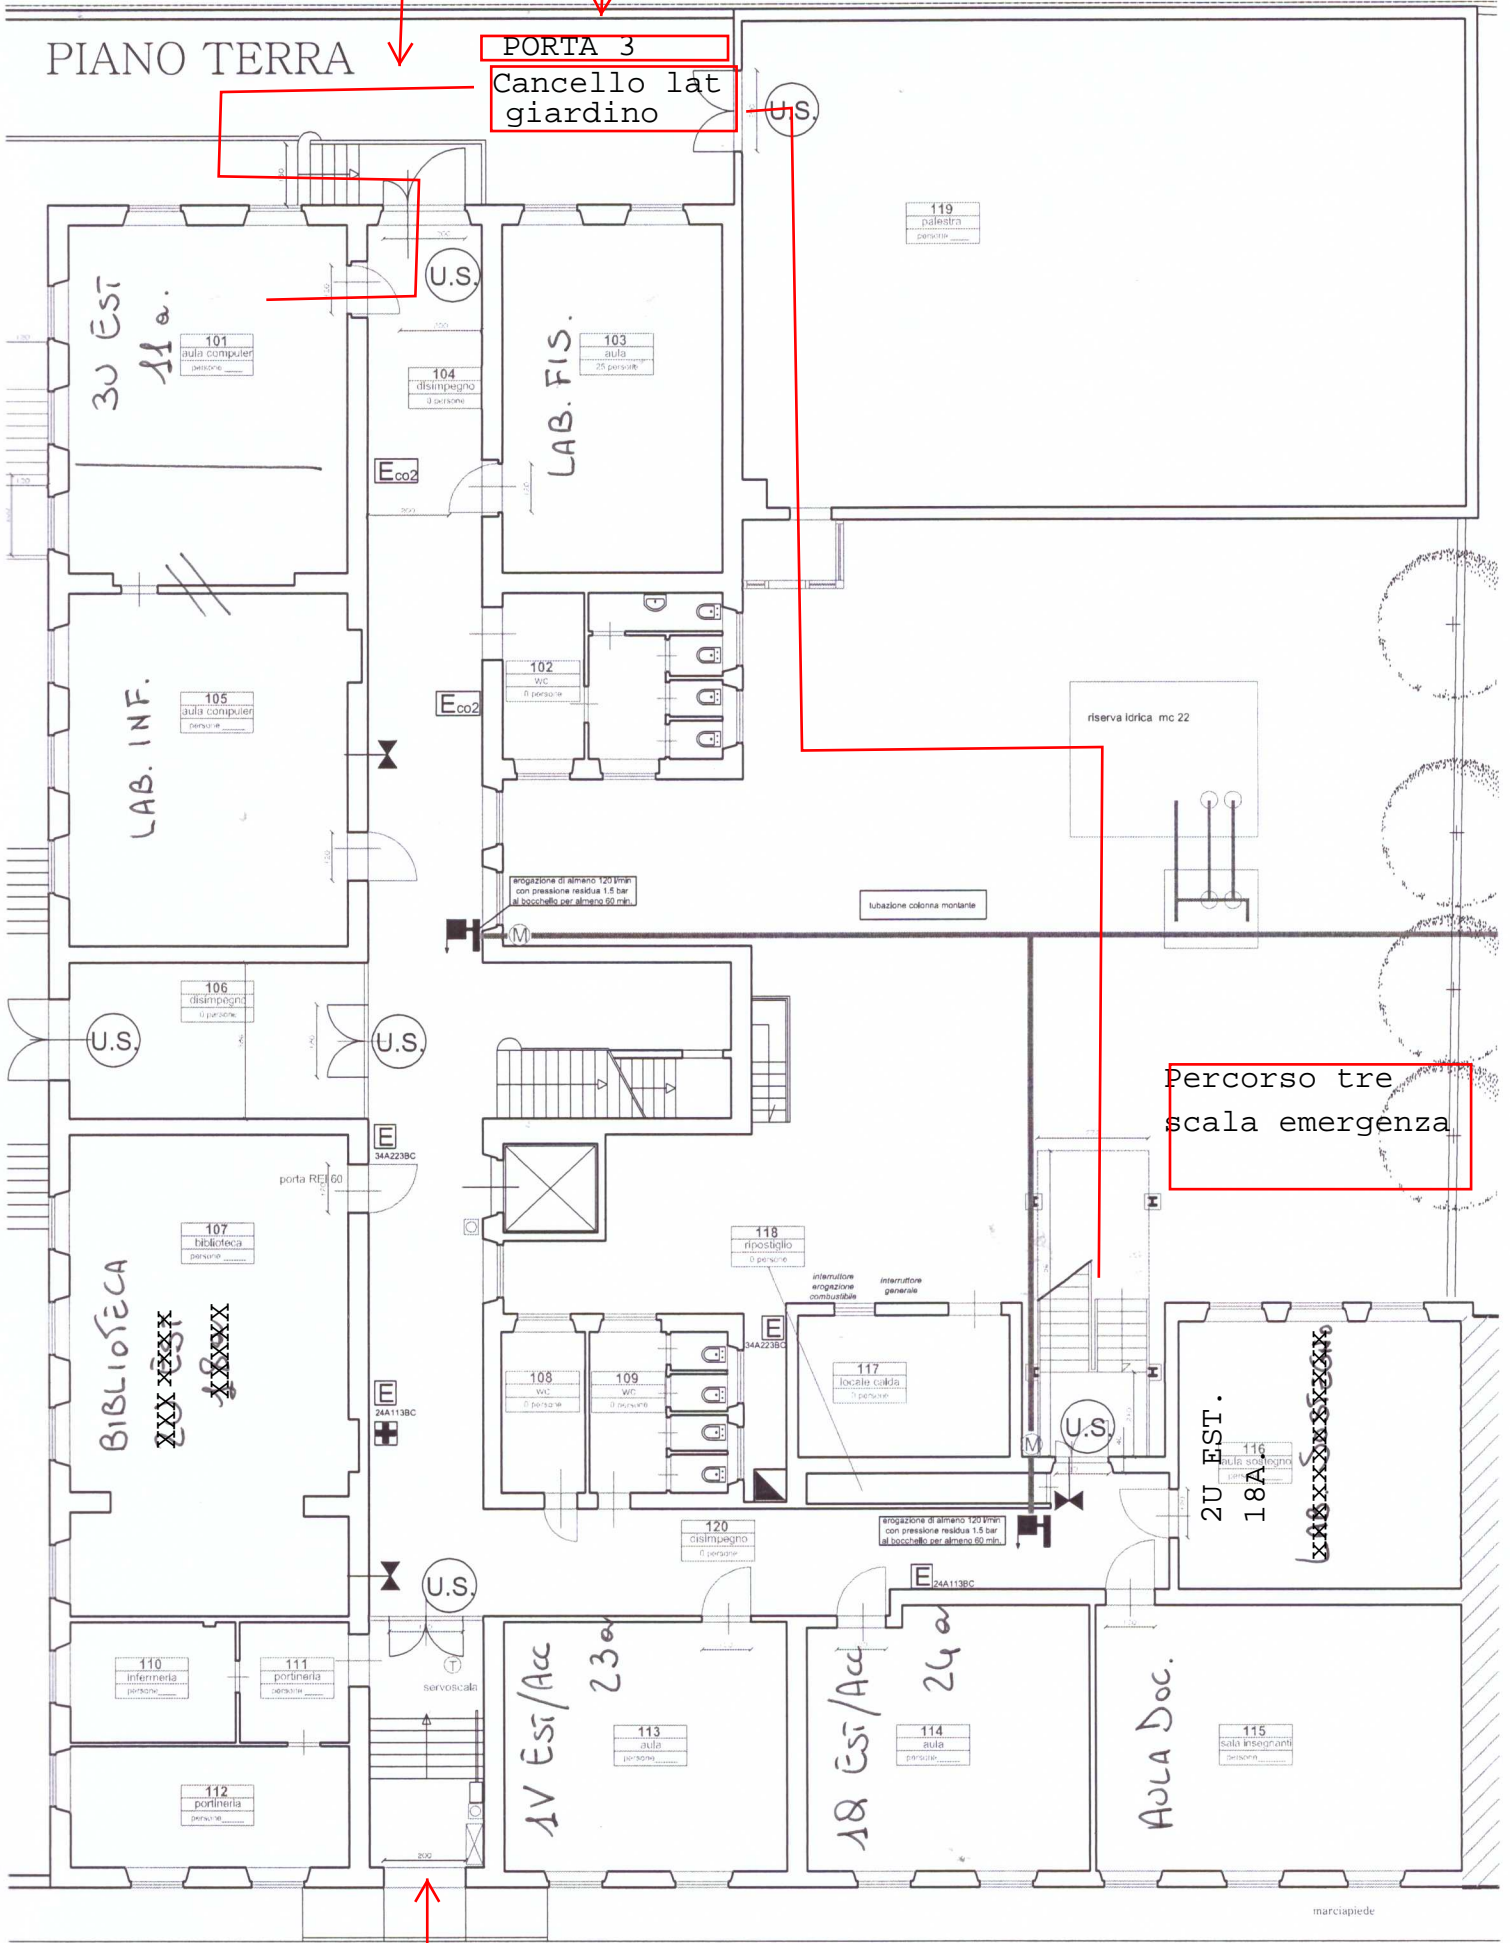 PIANO TERRA
PORTA 3
Cancello lat
giardino
U.S.
119
palestra
persone
U.S.
3U EST
11 a.
101
aula computer
persone
104
disimpegno
0 persone
LAB. FIS.
103
aula
25 persone
Eco2
LAB. INF.
105
aula computer
persone
102
wc
0 persone
Eco2
riserva idrica mc 22
erogazione di almeno 120 l/min
con pressione residua 1.5 bar
al bocchello per almeno 60 min.
M
tubazione colonna montante
106
disimpegno
0 persone
U.S.
U.S.
Percorso tre
scala emergenza
E
34A223BC
porta REI 60
BIBLIOTECA
107
biblioteca
persone
118
ripostiglio
0 persone
interruttore
erogazione
combustibile
interruttore
generale
E
34A223BC
E
24A113BC
108
wc
0 persone
109
wc
0 persone
117
locale calda
0 persone
M
U.S.
2U EST.
18A.
116
aula sostegno
120
disimpegno
0 persone
erogazione di almeno 120 l/min
con pressione residua 1.5 bar
al bocchello per almeno 60 min.
E
24A113BC
U.S.
110
infermeria
persone
111
portineria
persone
T
servoscala
112
portineria
persone
200
1V EST/Acc
23 a
113
aula
persone
1Q EST/Acc
24 a
114
aula
persone
AULA DOC.
115
sala insegnanti
persone
marciapiede